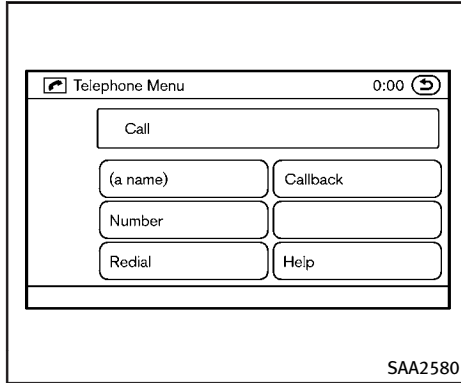 Telephone Menu 0:00
Call
(a name) Callback
Number
Redial Help
SAA2580